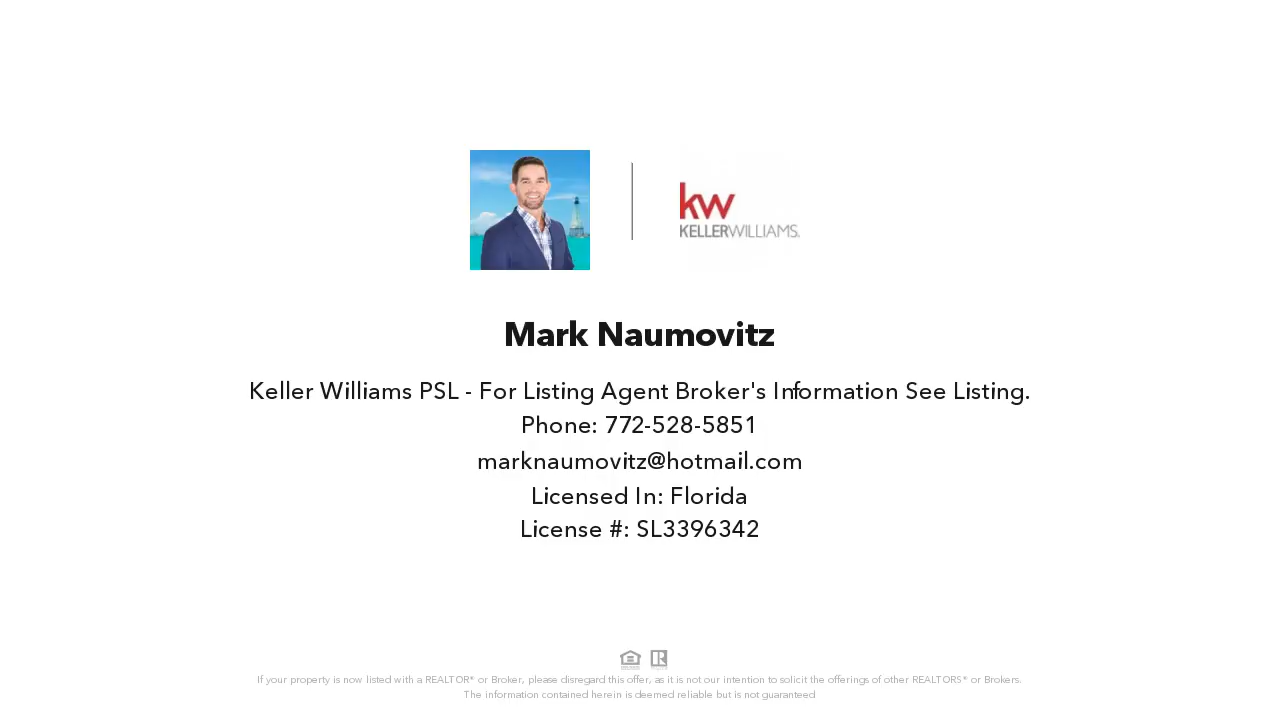 kw
KELLERWILLIAMS.
Mark Naumovitz
Keller Williams PSL - For Listing Agent Broker's Information See Listing.
Phone: 772-528-5851
marknaumovitz@hotmail.com
Licensed In: Florida
License #: SL3396342
If your property is now listed with a REALTOR® or Broker, please disregard this offer, as it is not our intention to solicit the offerings of other REALTORS® or Brokers.
The information contained herein is deemed reliable but is not guaranteed